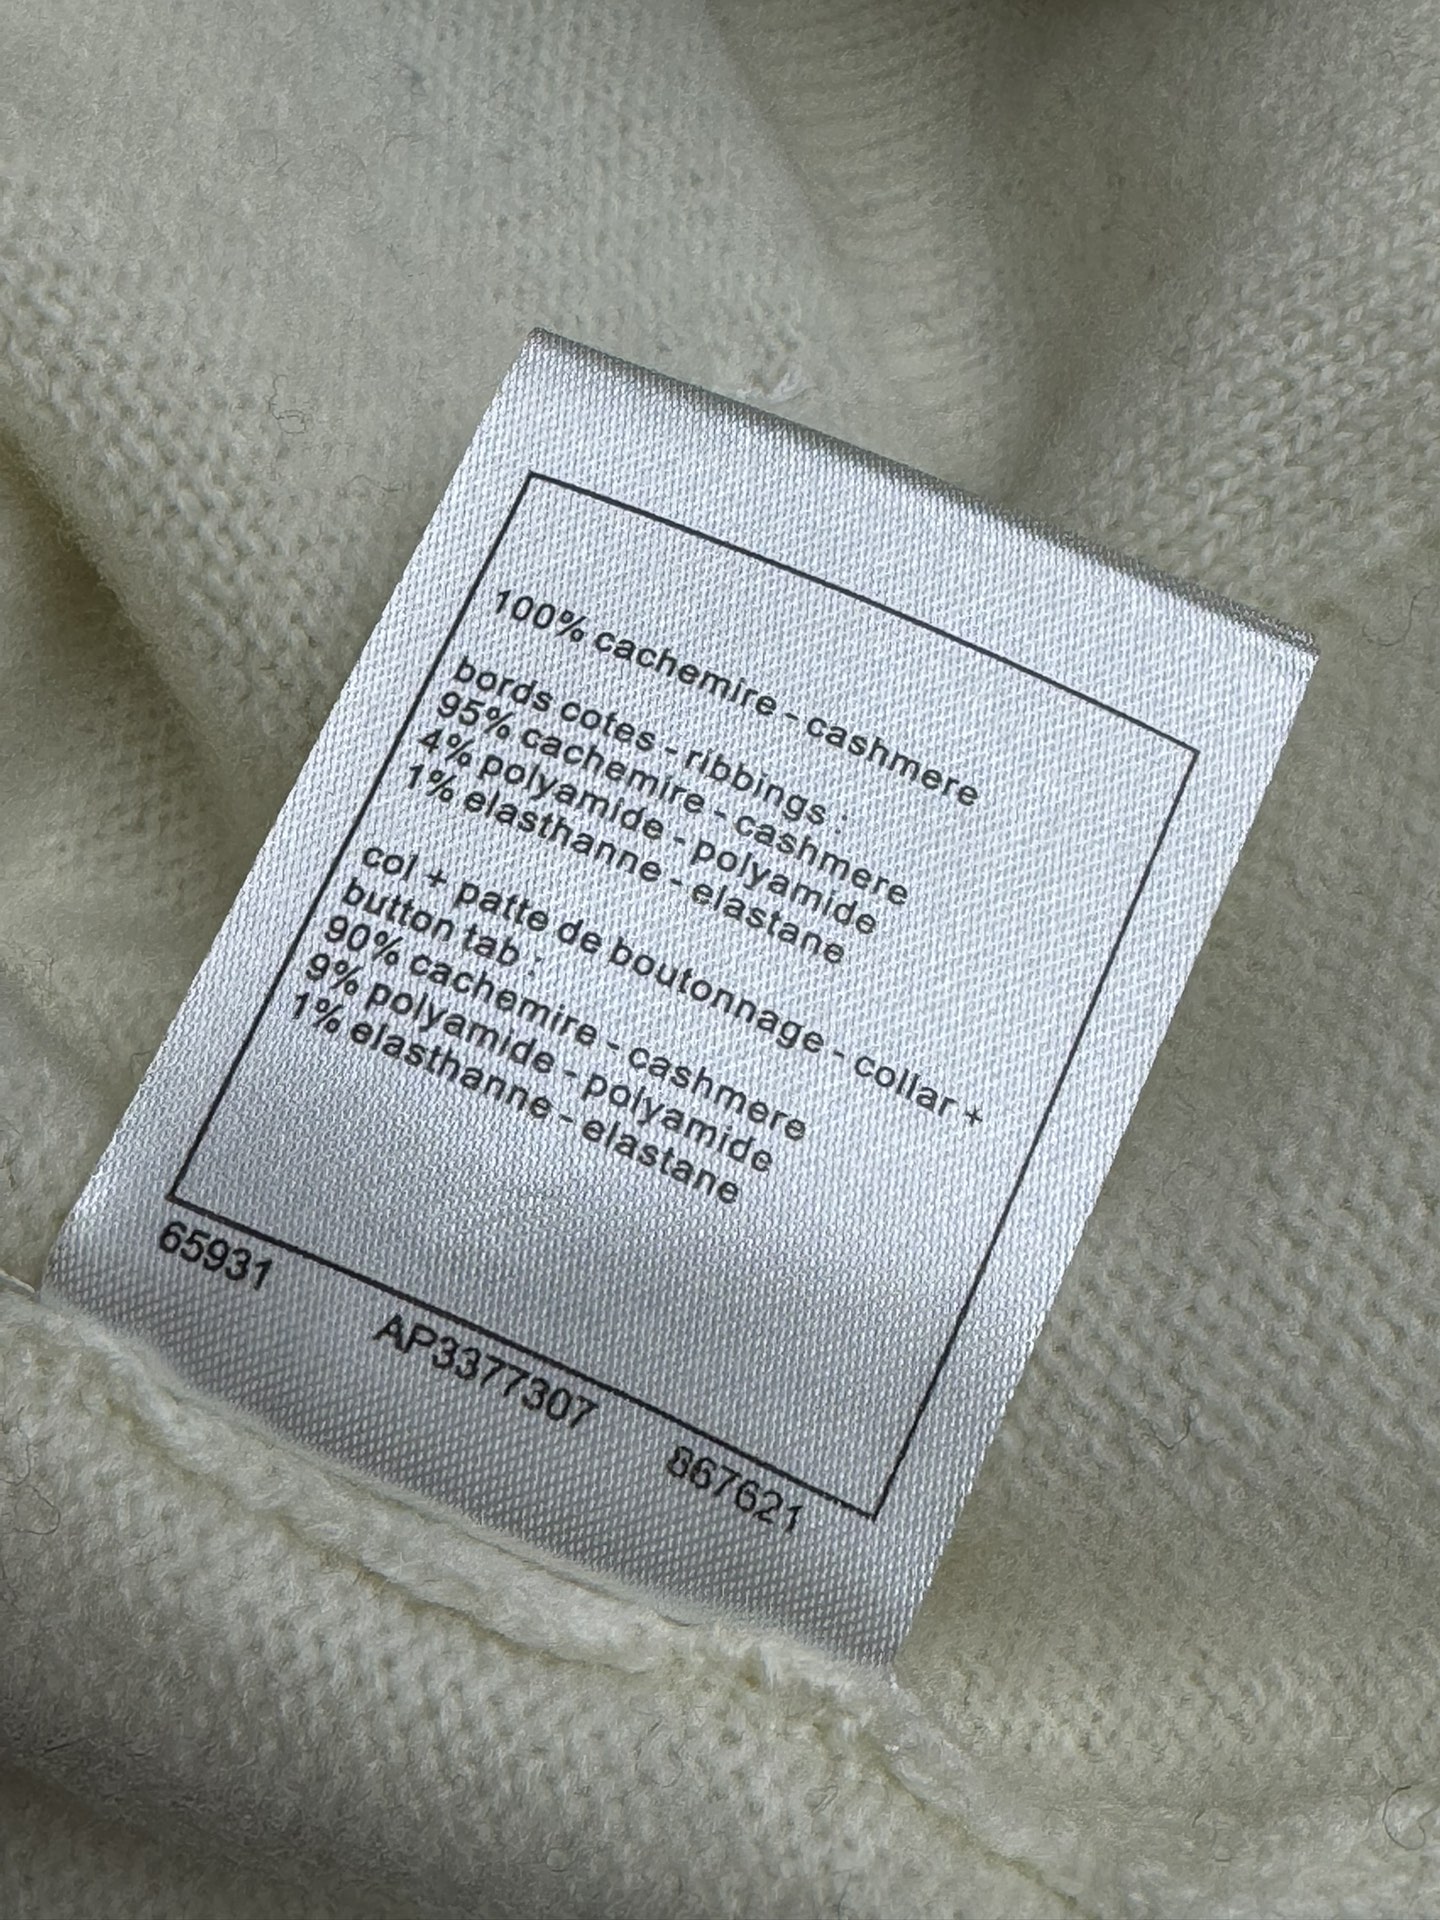 100% cachemire - cashmere
bords cotes - ribbings :
95% cachemire - cashmere
4% polyamide - polyamide
1% elasthanne - elastane
col + patte de boutonnage - collar +
button tab :
90% cachemire - cashmere
9% polyamide - polyamide
1% elasthanne - elastane
65931 AP3377307 867621